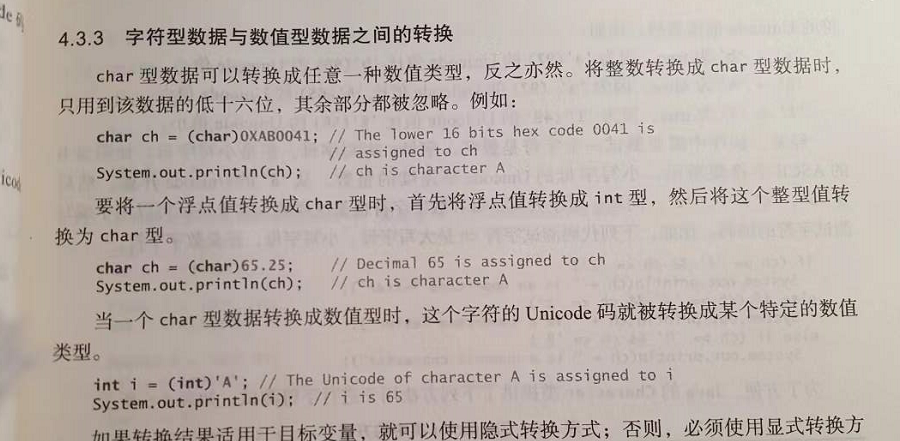 4.3.3 字符型数据与数值型数据之间的转换
char 型数据可以转换成任意一种数值类型，反之亦然。将整数转换成 char 型数据时，
只用到该数据的低十六位，其余部分都被忽略。例如：
char ch = (char)0XAB0041; // The lower 16 bits hex code 0041 is
// assigned to ch
System.out.println(ch); // ch is character A
要将一个浮点值转换成 char 型时，首先将浮点值转换成 int 型，然后将这个整型值转
换为 char 型。
char ch = (char)65.25; // Decimal 65 is assigned to ch
System.out.println(ch); // ch is character A
当一个 char 型数据转换成数值型时，这个字符的 Unicode 码就被转换成某个特定的数值
类型。
int i = (int)'A'; // The Unicode of character A is assigned to i
System.out.println(i); // i is 65
如果转换结果适用于目标变量，就可以使用隐式转换方式；否则，必须使用显式转换方